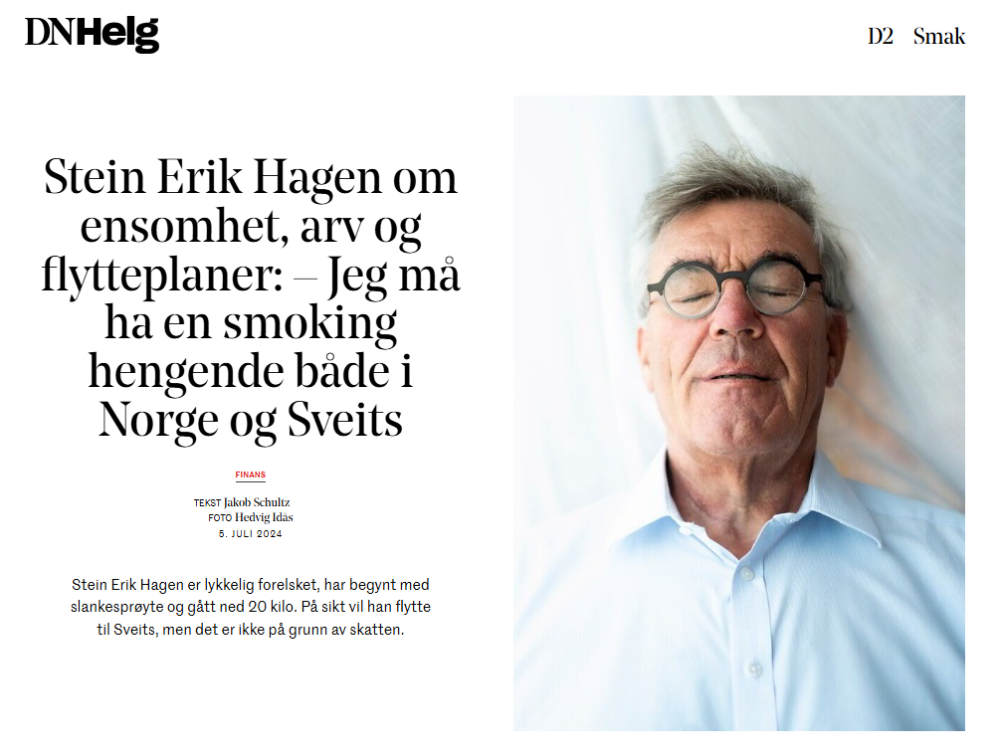 DNHelg
D2 Smak
Stein Erik Hagen om
ensomhet, arv og
flytteplaner: – Jeg må
ha en smoking
hengende både i
Norge og Sveits
FINANS
TEKST Jakob Schultz
FOTO Hedvig Idås
5. JULI 2024
Stein Erik Hagen er lykkelig forelsket, har begynt med
slankesprøyte og gått ned 20 kilo. På sikt vil han flytte
til Sveits, men det er ikke på grunn av skatten.